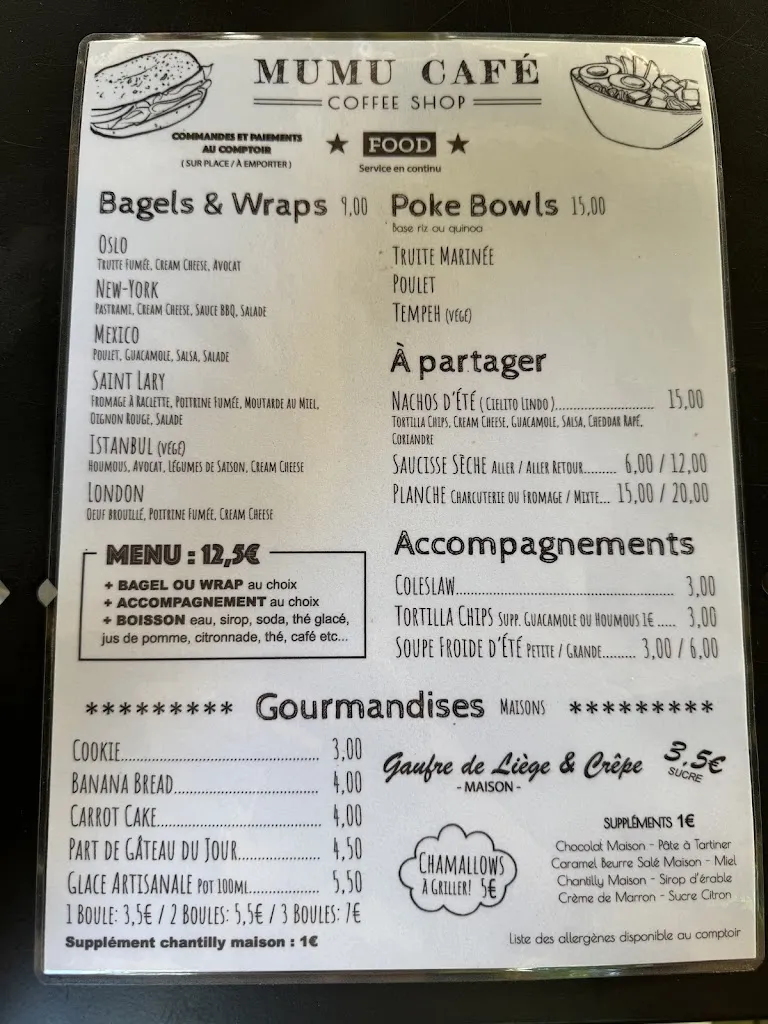 MUMU CAFÉ
COFFEE SHOP
COMMANDES ET PAIEMENTS
AU COMPTOIR
(SUR PLACE / À EMPORTER)
★ FOOD ★
Service en continu
Bagels & Wraps 9,00
OSLO
TRUITE FUMÉE, CREAM CHEESE, AVOCAT
NEW-YORK
PASTRAMI, CREAM CHEESE, SAUCE BBQ, SALADE
MEXICO
POULET, GUACAMOLE, SALSA, SALADE
SAINT LARY
FROMAGE À RACLETTE, POITRINE FUMÉE, MOUTARDE AU MIEL,
OIGNON ROUGE, SALADE
ISTANBUL (VÉGÉ)
HOUMOUS, AVOCAT, LÉGUMES DE SAISON, CREAM CHEESE
LONDON
OEUF BROUILLÉ, POITRINE FUMÉE, CREAM CHEESE
MENU : 12,5€
+ BAGEL OU WRAP au choix
+ ACCOMPAGNEMENT au choix
+ BOISSON eau, sirop, soda, thé glacé,
jus de pomme, citronnade, thé, café etc...
Poke Bowls 15,00
Base riz ou quinoa
TRUITE MARINÉE
POULET
TEMPEH (VÉGÉ)
À partager
NACHOS D'ÉTÉ (CIELITO LINDO)........................ 15,00
TORTILLA CHIPS, CREAM CHEESE, GUACAMOLE, SALSA, CHEDDAR RAPÉ,
CORIANDRE
SAUCISSE SÈCHE ALLER / ALLER RETOUR........ 6,00 / 12,00
PLANCHE CHARCUTERIE OU FROMAGE / MIXTE... 15,00 / 20,00
Accompagnements
COLESLAW..................................................... 3,00
TORTILLA CHIPS SUPP. GUACAMOLE OU HOUMOUS 1€ ..... 3,00
SOUPE FROIDE D'ÉTÉ PETITE / GRANDE......... 3,00 / 6,00
********* Gourmandises MAISONS *********
COOKIE................................................ 3,00
BANANA BREAD................................... 4,00
CARROT CAKE....................................... 4,00
PART DE GÂTEAU DU JOUR.................... 4,50
GLACE ARTISANALE POT 100ML................. 5,50
1 BOULE: 3,5€ / 2 BOULES: 5,5€ / 3 BOULES: 7€
Supplément chantilly maison : 1€
Gaufre de Liège & Crêpe 3,5€
SUCRE
- MAISON -
CHAMALLOWS
À GRILLER! 5€
SUPPLÉMENTS 1€
Chocolat Maison - Pâte à Tartiner
Caramel Beurre Salé Maison - Miel
Chantilly Maison - Sirop d'érable
Crème de Marron - Sucre Citron
Liste des allergènes disponible au comptoir